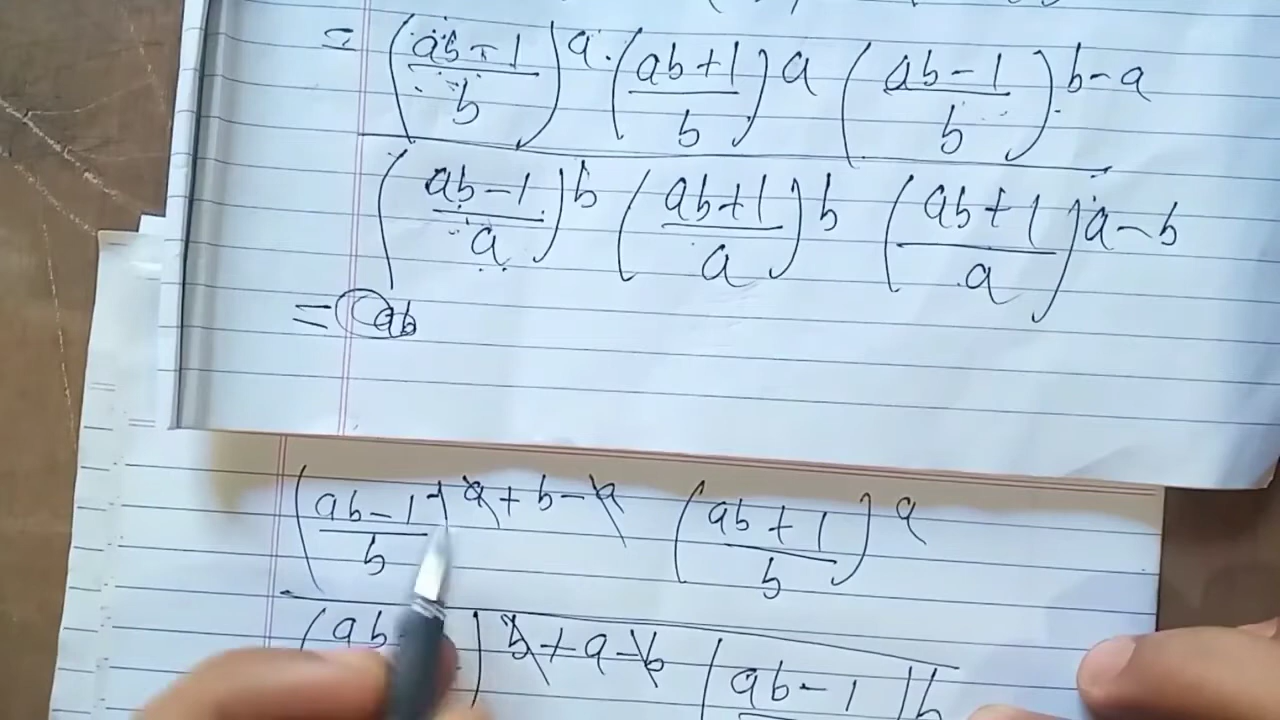 = (ab-1/b)^a · (ab+1/b)^a (ab-1/b)^b-a
(ab-1/a)^b (ab+1/a)^b (ab+1/a)^a-b
= ab
(ab-1/b)^a+b-a (ab+1/b)^a
(ab )^b+a-b (ab-1 )^b